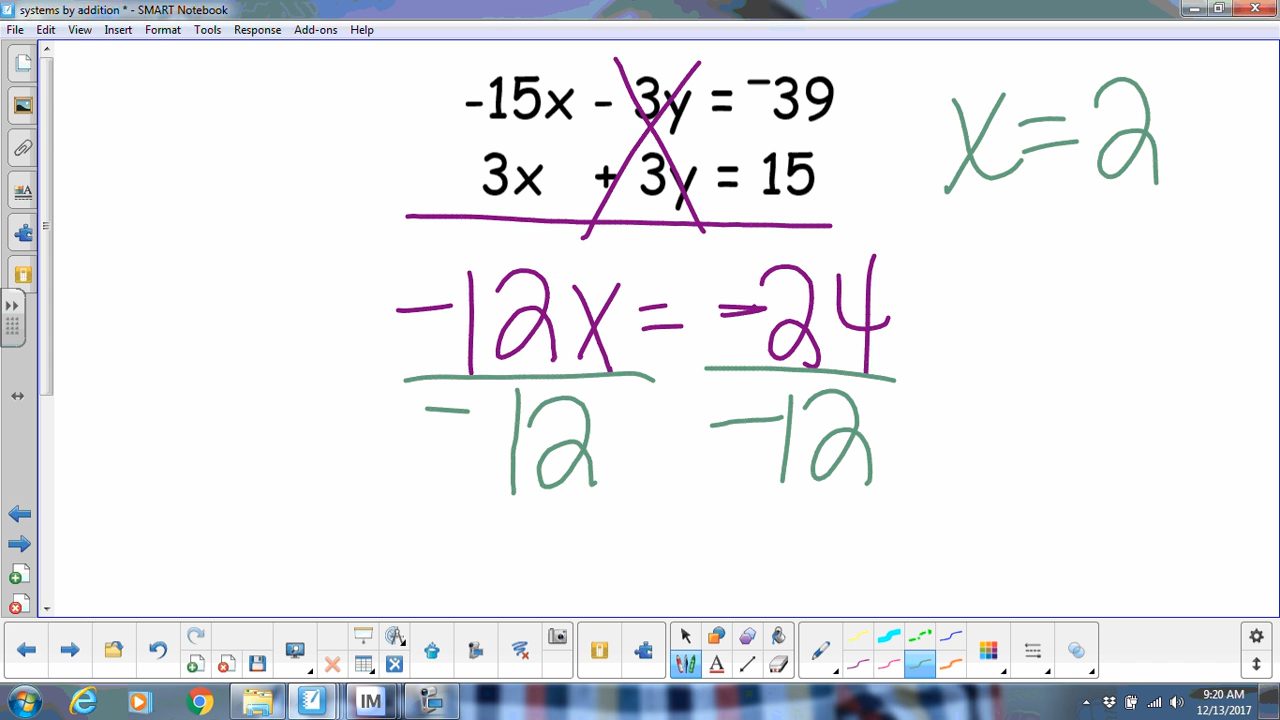 systems by addition * - SMART Notebook
File Edit View Insert Format Tools Response Add-ons Help
-15x - 3y = ⁻39
3x + 3y = 15
-12x = -24
-12 -12
x=2
A
IM
9:20 AM
12/13/2017